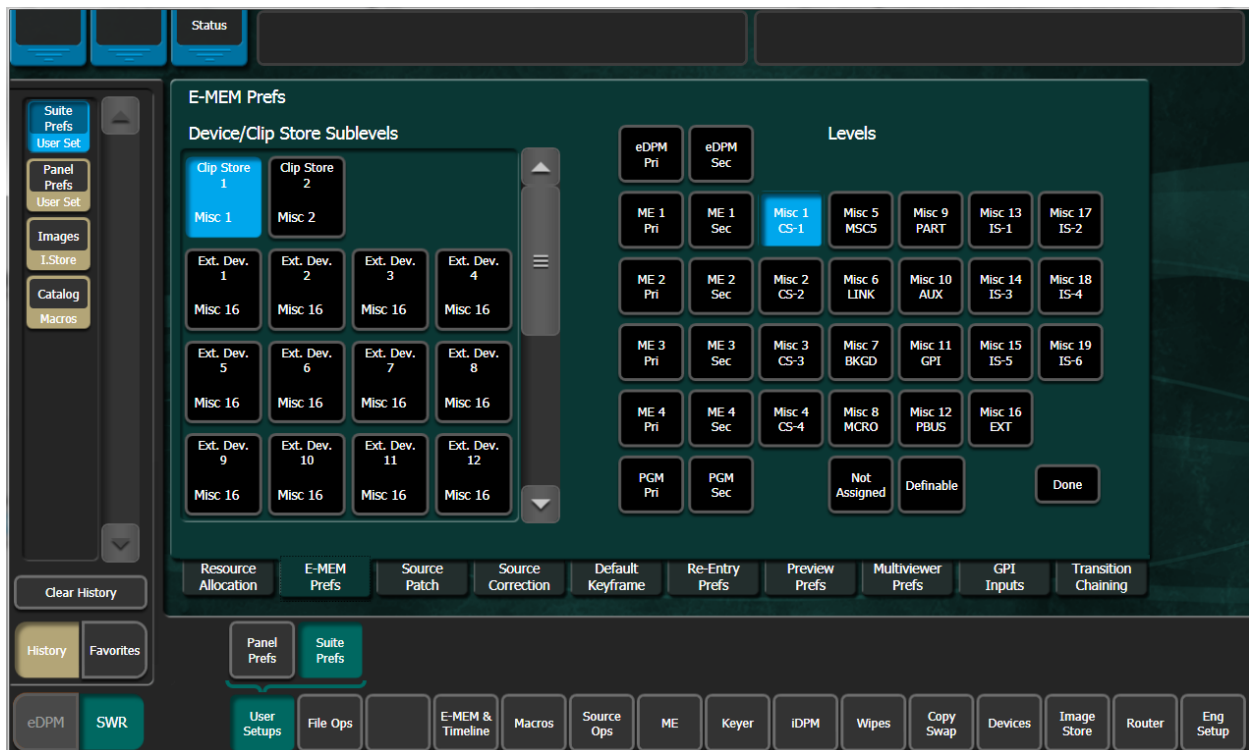 Status
Suite
Prefs
User Set
Panel
Prefs
User Set
Images
I.Store
Catalog
Macros
Clear History
History
Favorites
eDPM
SWR
E-MEM Prefs
Device/Clip Store Sublevels
Clip Store
1
Misc 1
Clip Store
2
Misc 2
Ext. Dev.
1
Misc 16
Ext. Dev.
2
Misc 16
Ext. Dev.
3
Misc 16
Ext. Dev.
4
Misc 16
Ext. Dev.
5
Misc 16
Ext. Dev.
6
Misc 16
Ext. Dev.
7
Misc 16
Ext. Dev.
8
Misc 16
Ext. Dev.
9
Misc 16
Ext. Dev.
10
Misc 16
Ext. Dev.
11
Misc 16
Ext. Dev.
12
Misc 16
Levels
eDPM
Pri
eDPM
Sec
ME 1
Pri
ME 1
Sec
Misc 1
CS-1
Misc 5
MSC5
Misc 9
PART
Misc 13
IS-1
Misc 17
IS-2
ME 2
Pri
ME 2
Sec
Misc 2
CS-2
Misc 6
LINK
Misc 10
AUX
Misc 14
IS-3
Misc 18
IS-4
ME 3
Pri
ME 3
Sec
Misc 3
CS-3
Misc 7
BKGD
Misc 11
GPI
Misc 15
IS-5
Misc 19
IS-6
ME 4
Pri
ME 4
Sec
Misc 4
CS-4
Misc 8
MCRO
Misc 12
PBUS
Misc 16
EXT
PGM
Pri
PGM
Sec
Not
Assigned
Definable
Done
Resource
Allocation
E-MEM
Prefs
Source
Patch
Source
Correction
Default
Keyframe
Re-Entry
Prefs
Preview
Prefs
Multiviewer
Prefs
GPI
Inputs
Transition
Chaining
Panel
Prefs
Suite
Prefs
User
Setups
File Ops
E-MEM &
Timeline
Macros
Source
Ops
ME
Keyer
iDPM
Wipes
Copy
Swap
Devices
Image
Store
Router
Eng
Setup